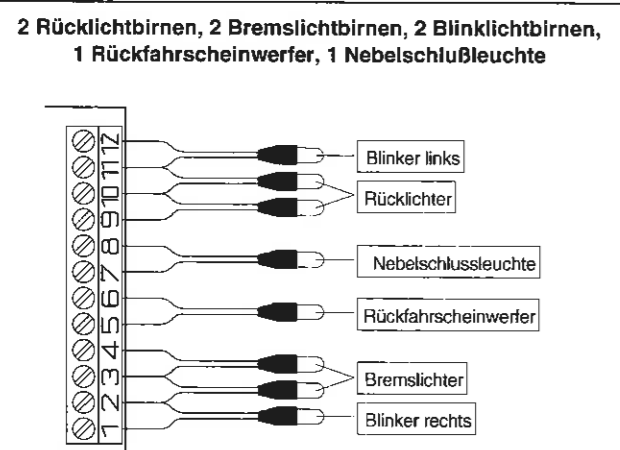 2 Rücklichtbirnen, 2 Bremslichtbirnen, 2 Blinklichtbirnen,
1 Rückfahrscheinwerfer, 1 Nebelschlußleuchte
12
Blinker links
11
10
Rücklichter
9
8
Nebelschlussleuchte
7
6
Rückfahrscheinwerfer
5
4
Bremslichter
3
2
Blinker rechts
1